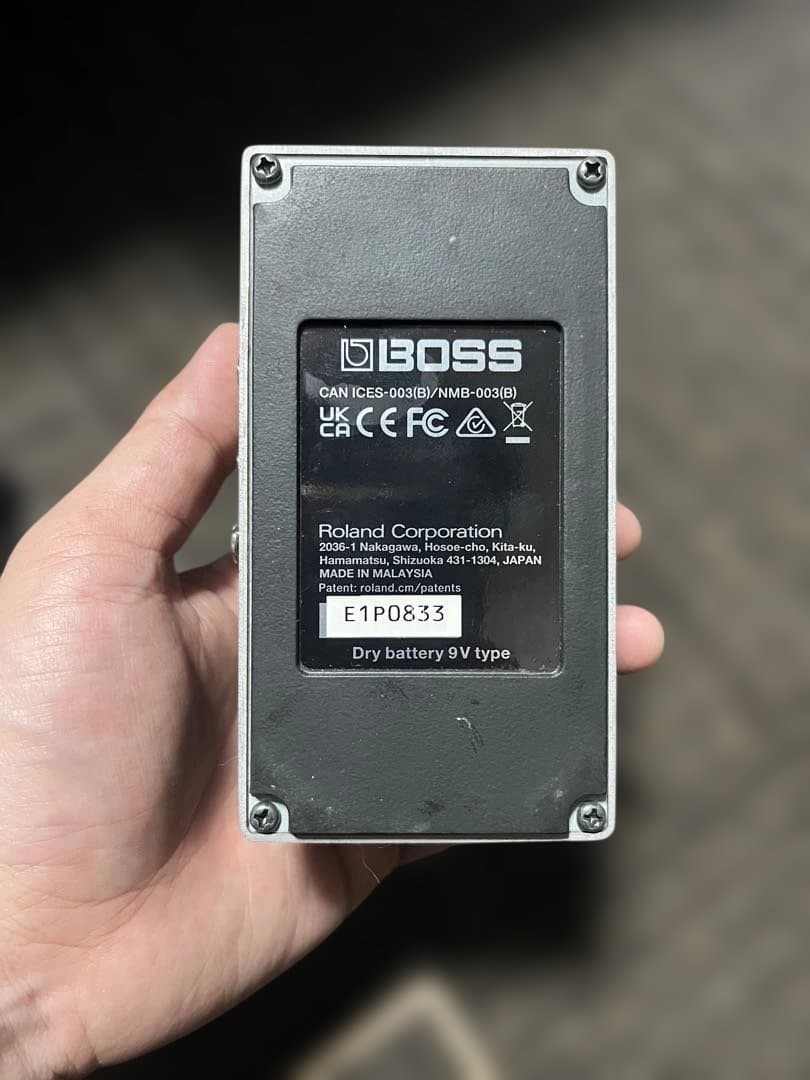 BOSS
CAN ICES-003(B)/NMB-003(B)
UK
CA CE FC
Roland Corporation
2036-1 Nakagawa, Hosoe-cho, Kita-ku,
Hamamatsu, Shizuoka 431-1304, JAPAN
MADE IN MALAYSIA
Patent: roland.cm/patents
E1P0833
Dry battery 9V type